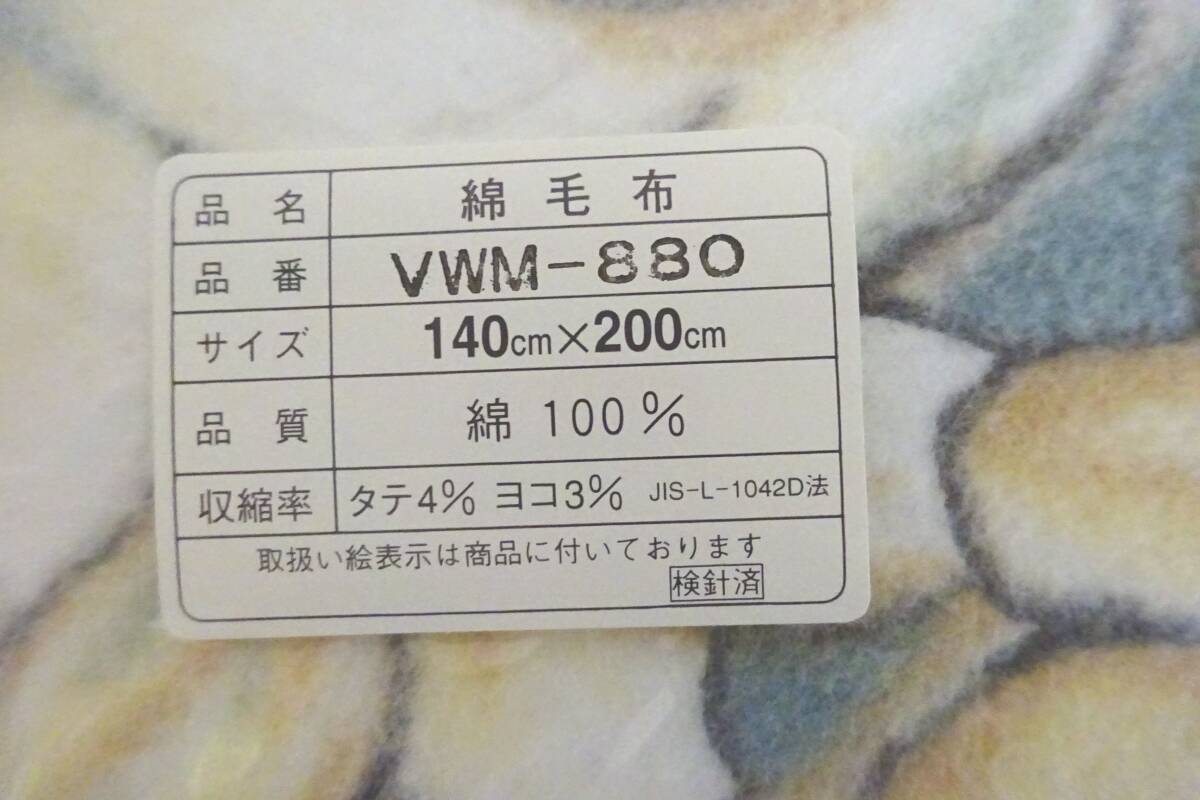 品名 綿毛布
品番 VWM-880
サイズ 140cm×200cm
品質 綿 100%
収縮率 タテ4% ヨコ3% JIS-L-1042D法
取扱い絵表示は商品に付いております
検針済